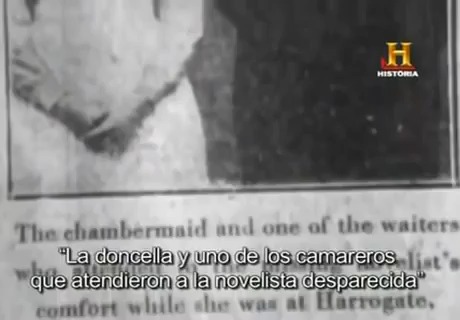 H
HISTORIA
The chambermaid and one of the waiters
"La doncella y uno de los camareros
que atendieron a la novelista desparecida"
comfort while she was at Harrogate.